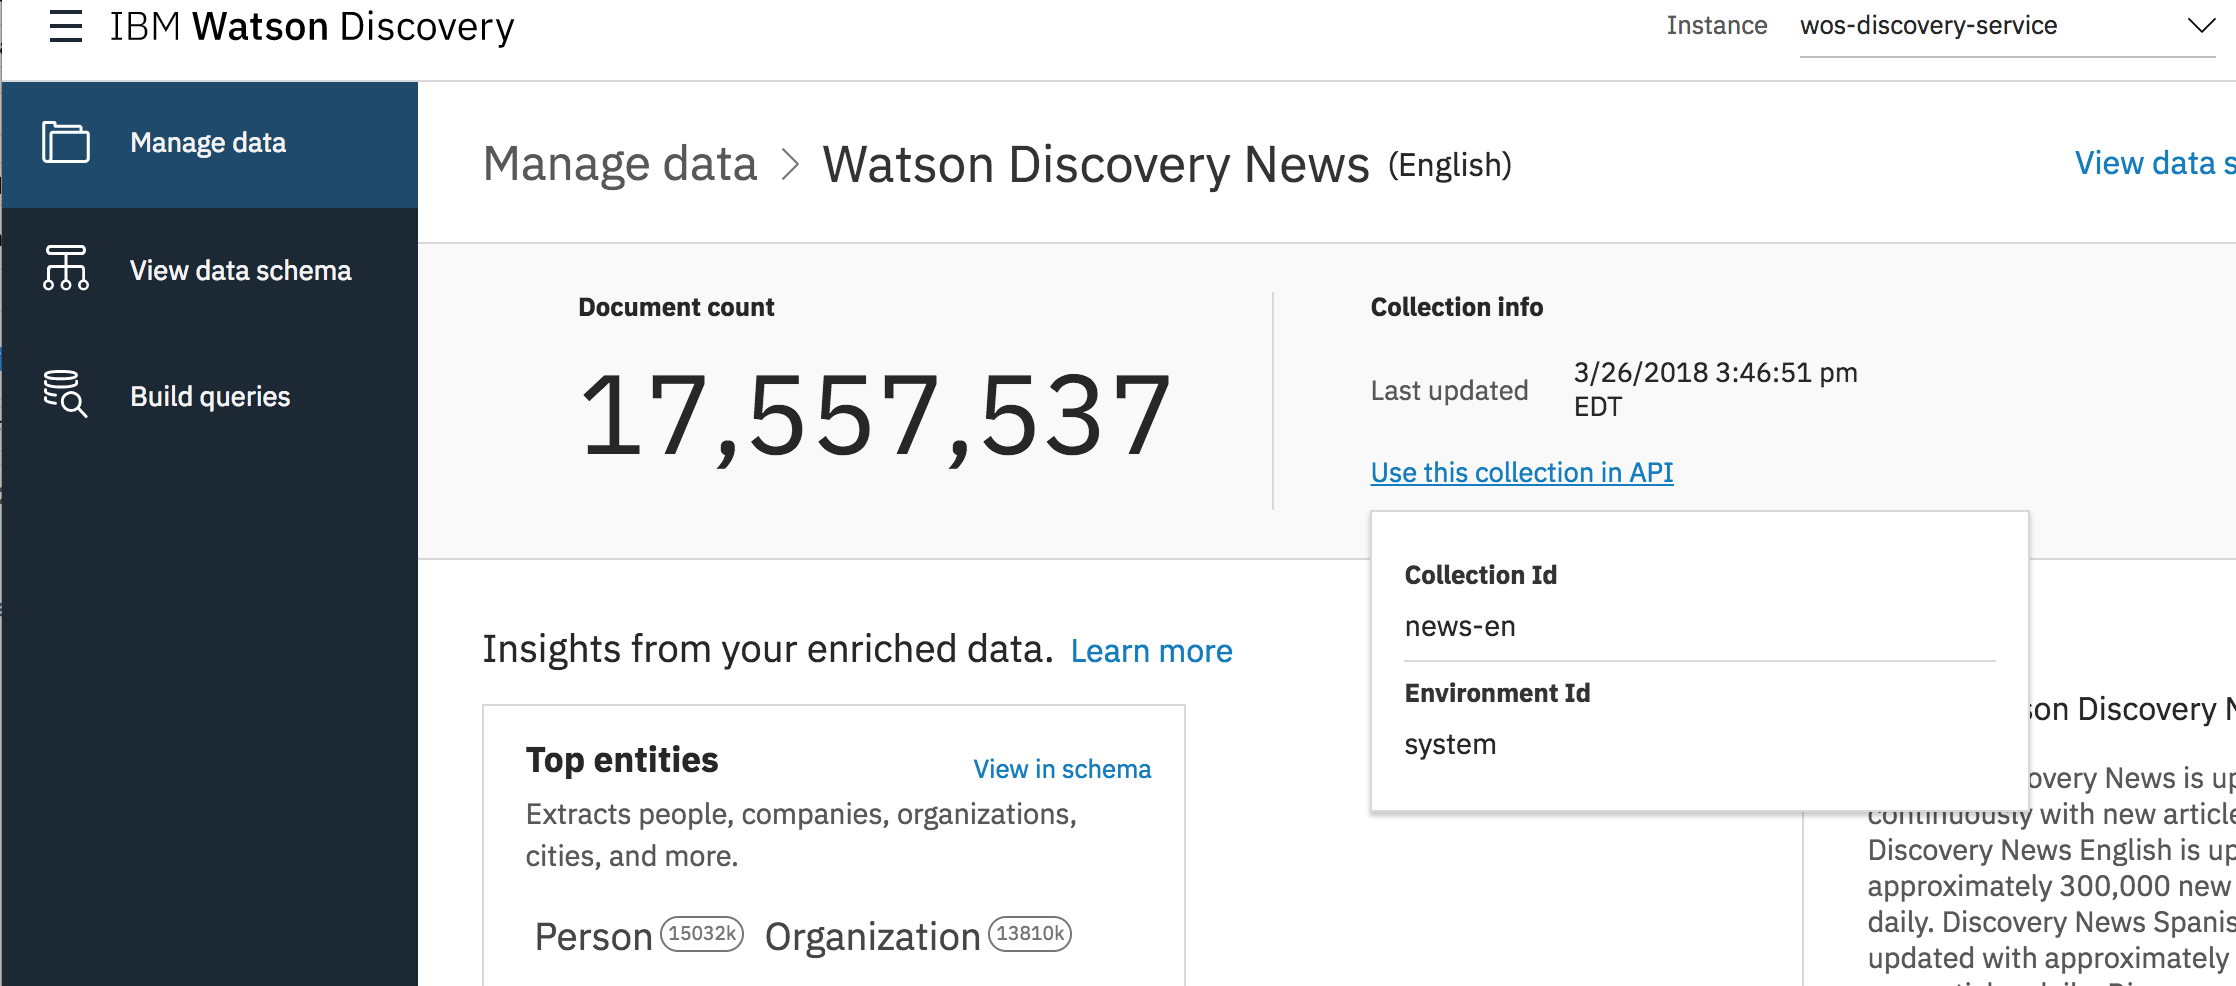 IBM Watson Discovery
Instance wos-discovery-service
Manage data
View data schema
Build queries
Manage data > Watson Discovery News (English)
View data s
Document count
17,557,537
Collection info
Last updated 3/26/2018 3:46:51 pm
EDT
Use this collection in API
Collection Id
news-en
Environment Id
system
Insights from your enriched data. Learn more
Top entities View in schema
Extracts people, companies, organizations,
cities, and more.
Person 15032k Organization 13810k
son Discovery N
overy News is up
continuously with new article
Discovery News English is up
approximately 300,000 new
daily. Discovery News Spanis
updated with approximately